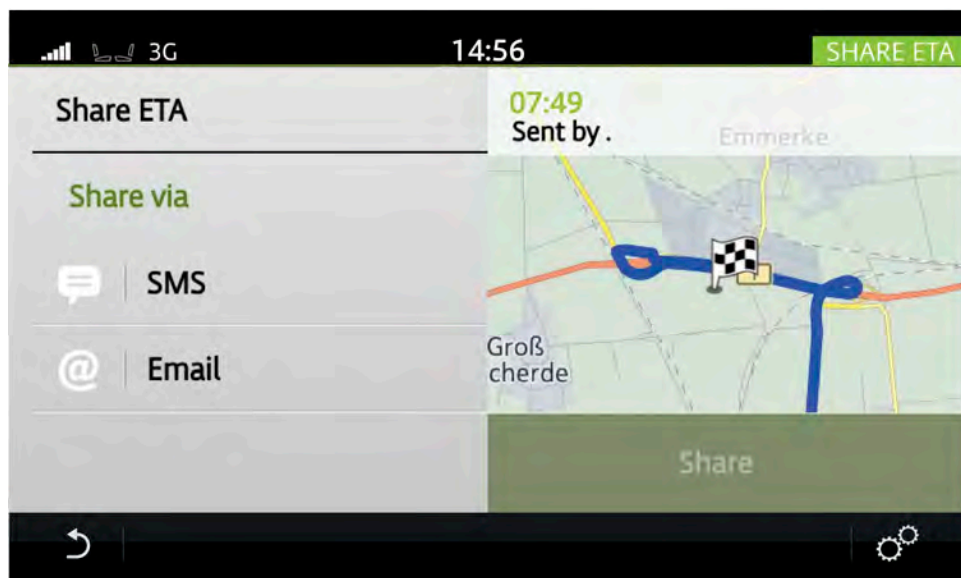 3G
14:56
SHARE ETA
Share ETA
07:49
Sent by .
Emmerke
Share via
SMS
@ Email
Groß
cherde
Share